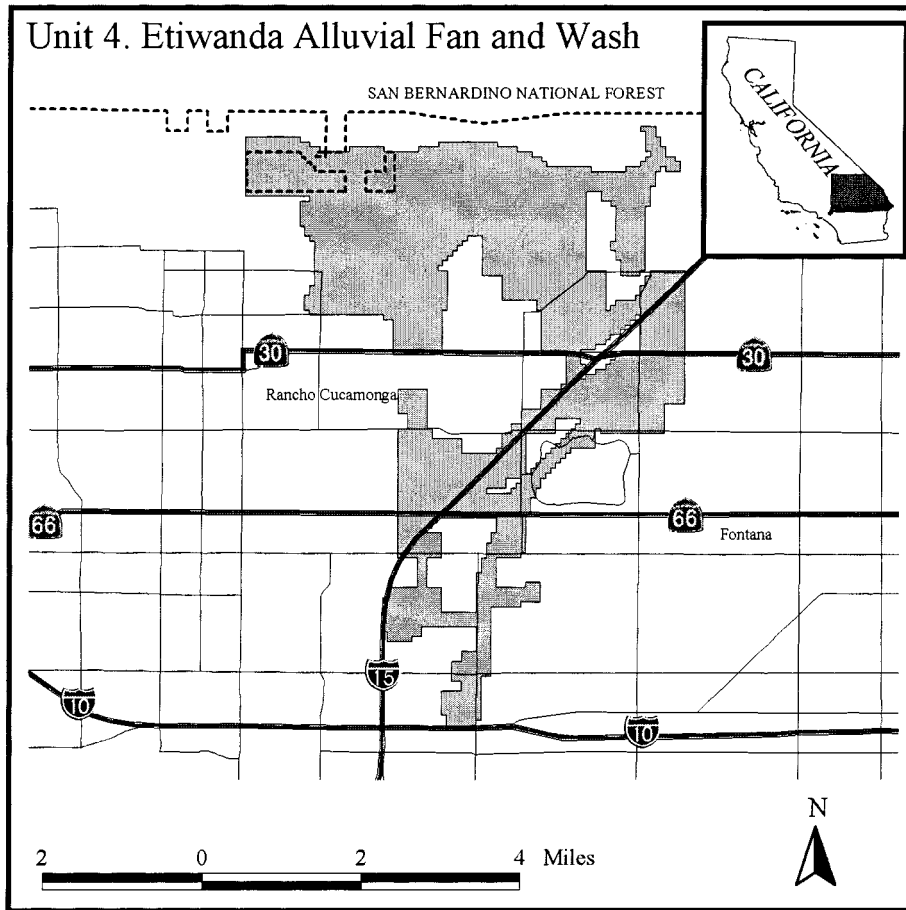 Unit 4. Etiwanda Alluvial Fan and Wash
SAN BERNARDINO NATIONAL FOREST
CALIFORNIA
30
30
Rancho Cucamonga
66
66
Fontana
15
10
10
N
2 0 2 4 Miles